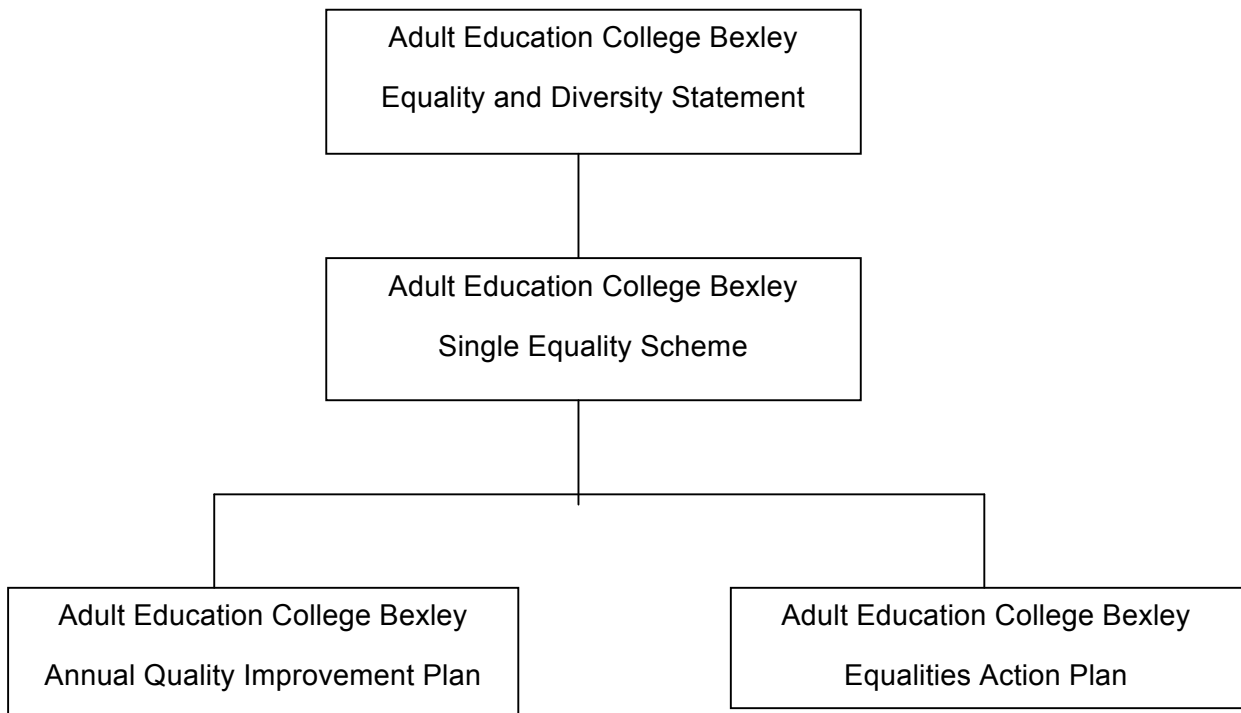 Adult Education College Bexley
Equality and Diversity Statement
Adult Education College Bexley
Single Equality Scheme
Adult Education College Bexley
Annual Quality Improvement Plan
Adult Education College Bexley
Equalities Action Plan